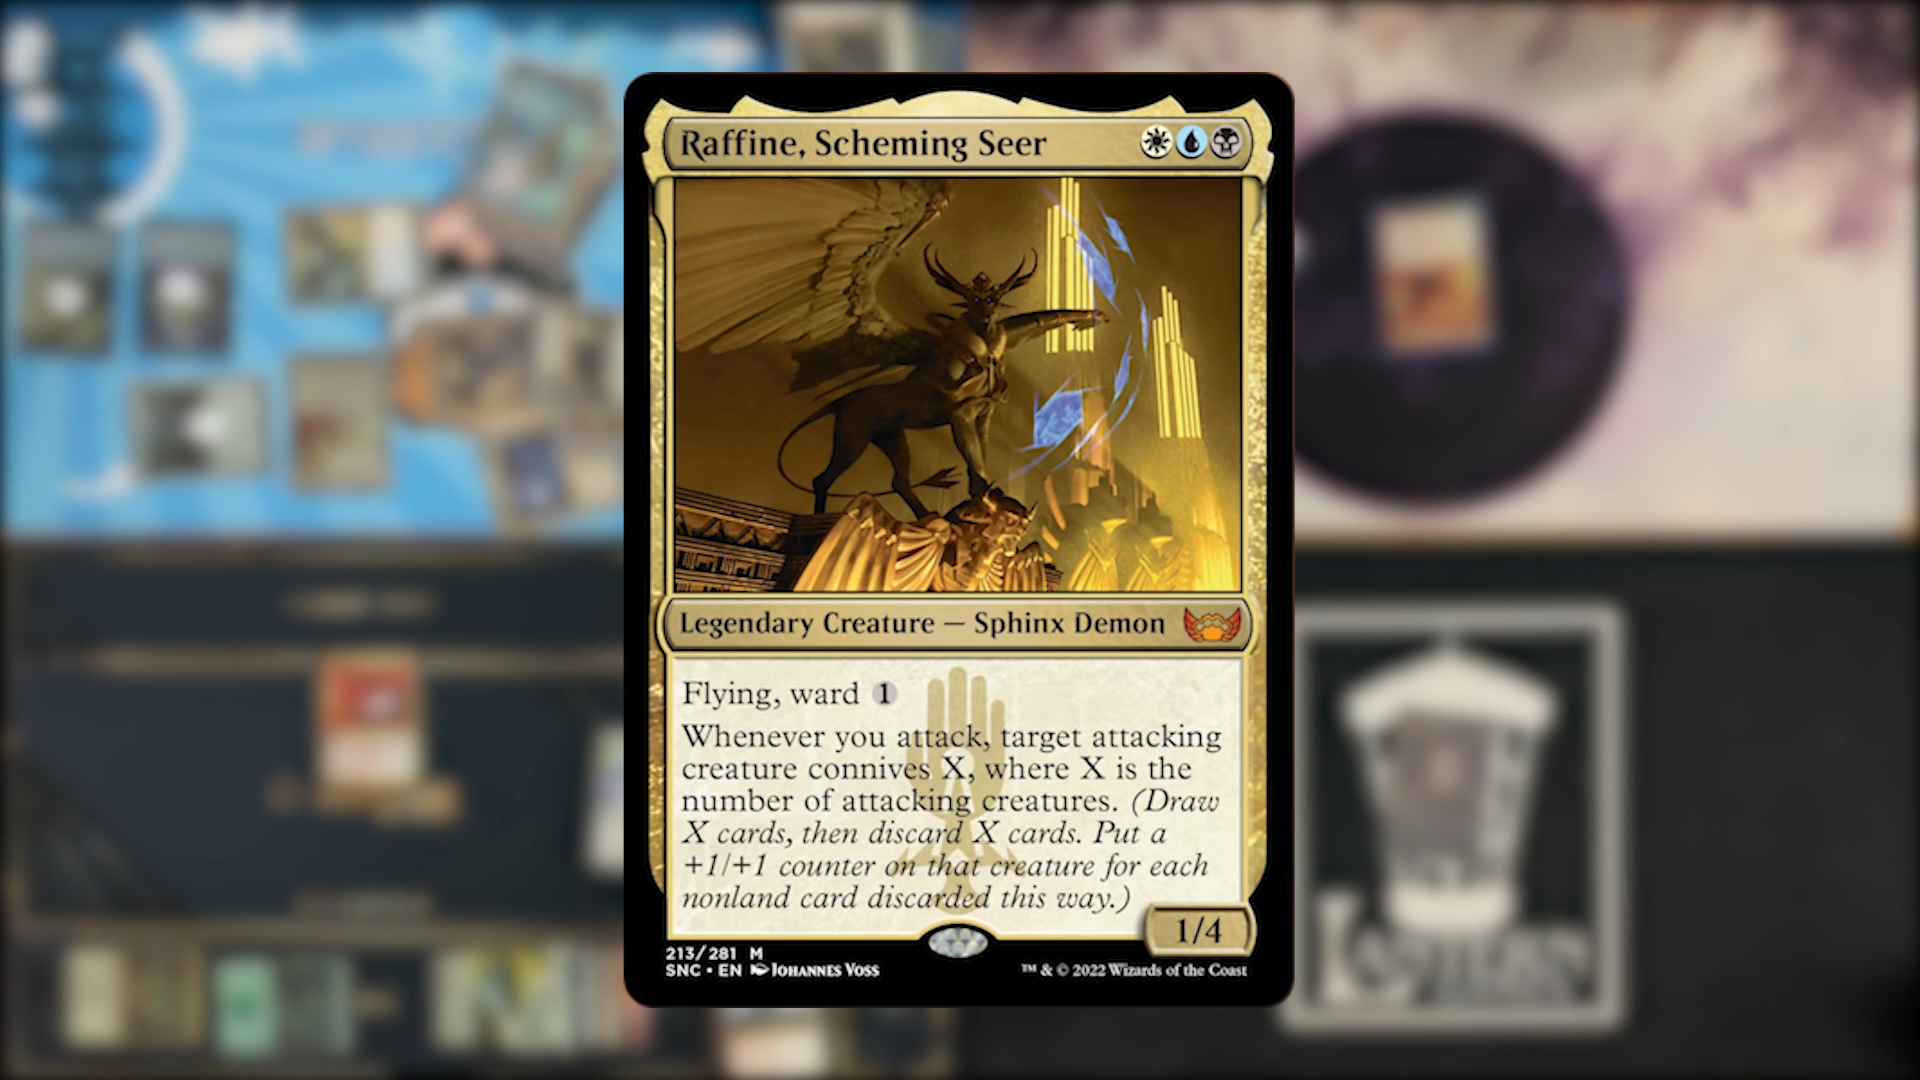 Raffine, Scheming Seer
Legendary Creature — Sphinx Demon
Flying, ward 1
Whenever you attack, target attacking
creature connives X, where X is the
number of attacking creatures. (Draw
X cards, then discard X cards. Put a
+1/+1 counter on that creature for each
nonland card discarded this way.)
1/4
213/281 M
SNC • EN Johannes Voss
™ & © 2022 Wizards of the Coast